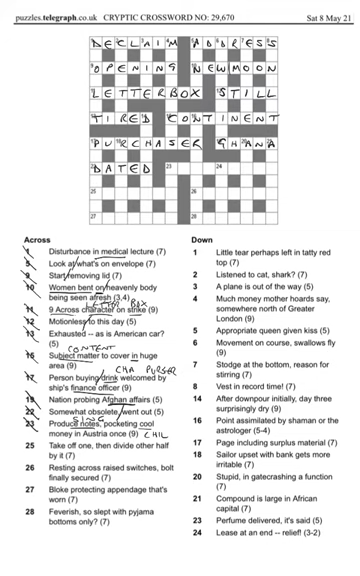 puzzles.telegraph.co.uk CRYPTIC CROSSWORD NO: 29,670 Sat 8 May 21
DECLAIM ADDRESS
OPENING NEWMOON
LETTERBOX STILL
TIRED CONTINENT
PURCHASER GHANA
DATED 23 24
25 26
27 28
Across
1 Disturbance in medical lecture (7)
5 Look at what's on envelope (7)
9 Start removing lid (7)
10 Women bent on heavenly body
being seen afresh (3,4)
LETTER BOX
11 9 Across character on strike (9)
12 Motionless to this day (5)
13 Exhausted -- as is American car?
(5)
CONTENT
15 Subject matter to cover in huge
area (9)
CHA PURSER
17 Person buying drink welcomed by
ship's finance officer (9)
19 Nation probing Afghan affairs (5)
22 Somewhat obsolete, went out (5)
SING
23 Produce notes, pocketing cool
money in Austria once (9) CHIL
25 Take off one, then divide other half
by it (7)
26 Resting across raised switches, bolt
finally secured (7)
27 Bloke protecting appendage that's
worn (7)
28 Feverish, so slept with pyjama
bottoms only? (7)
Down
1 Little tear perhaps left in tatty red
top (7)
2 Listened to cat, shark? (7)
3 A plane is out of the way (5)
4 Much money mother hoards say,
somewhere north of Greater
London (9)
5 Appropriate queen given kiss (5)
6 Movement on course, swallows fly
(9)
7 Stodge at the bottom, reason for
stirring (7)
8 Vest in record time! (7)
14 After downpour initially, day three
surprisingly dry (9)
16 Point assimilated by shaman or the
astrologer (5-4)
17 Page including surplus material (7)
18 Sailor upset with bank gets more
irritable (7)
20 Stupid, in gatecrashing a function
(7)
21 Compound is large in African
capital (7)
23 Perfume delivered, it's said (5)
24 Lease at an end -- relief! (3-2)